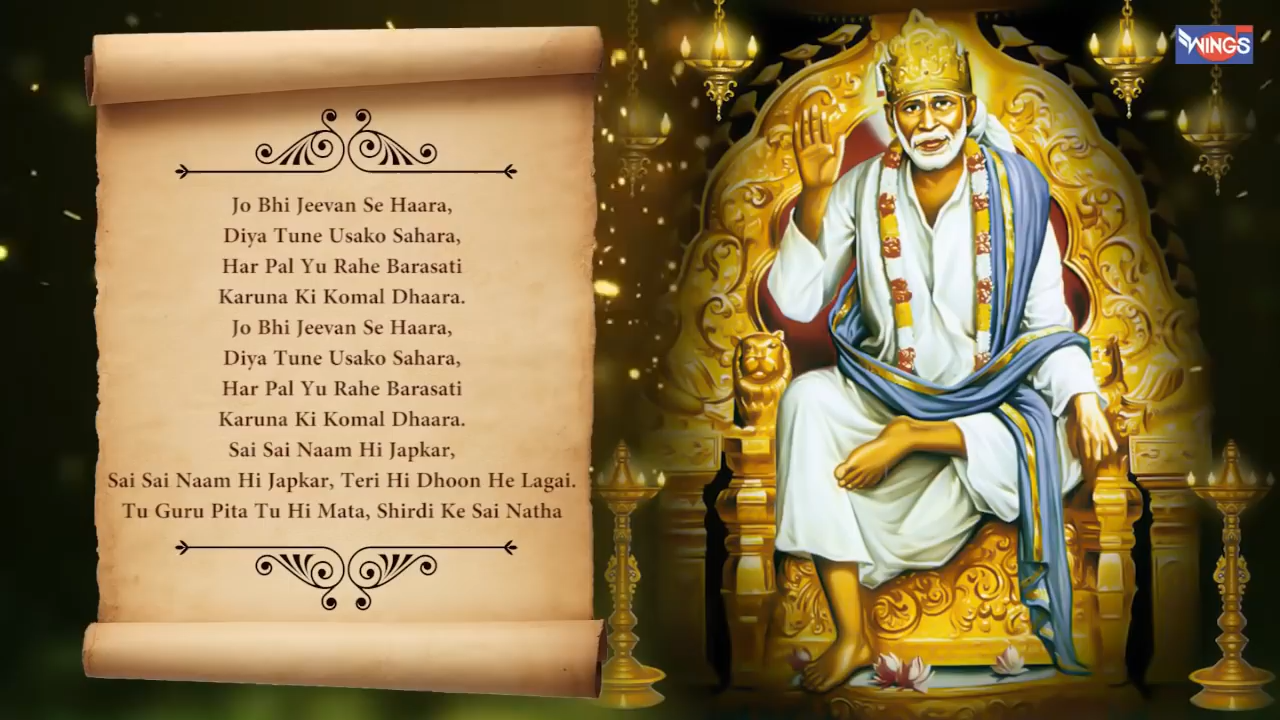 WINGS
Jo Bhi Jeevan Se Haara,
Diya Tune Usako Sahara,
Har Pal Yu Rahe Barasati
Karuna Ki Komal Dhaara.
Jo Bhi Jeevan Se Haara,
Diya Tune Usako Sahara,
Har Pal Yu Rahe Barasati
Karuna Ki Komal Dhaara.
Sai Sai Naam Hi Japkar,
Sai Sai Naam Hi Japkar, Teri Hi Dhoon He Lagai.
Tu Guru Pita Tu Hi Mata, Shirdi Ke Sai Natha